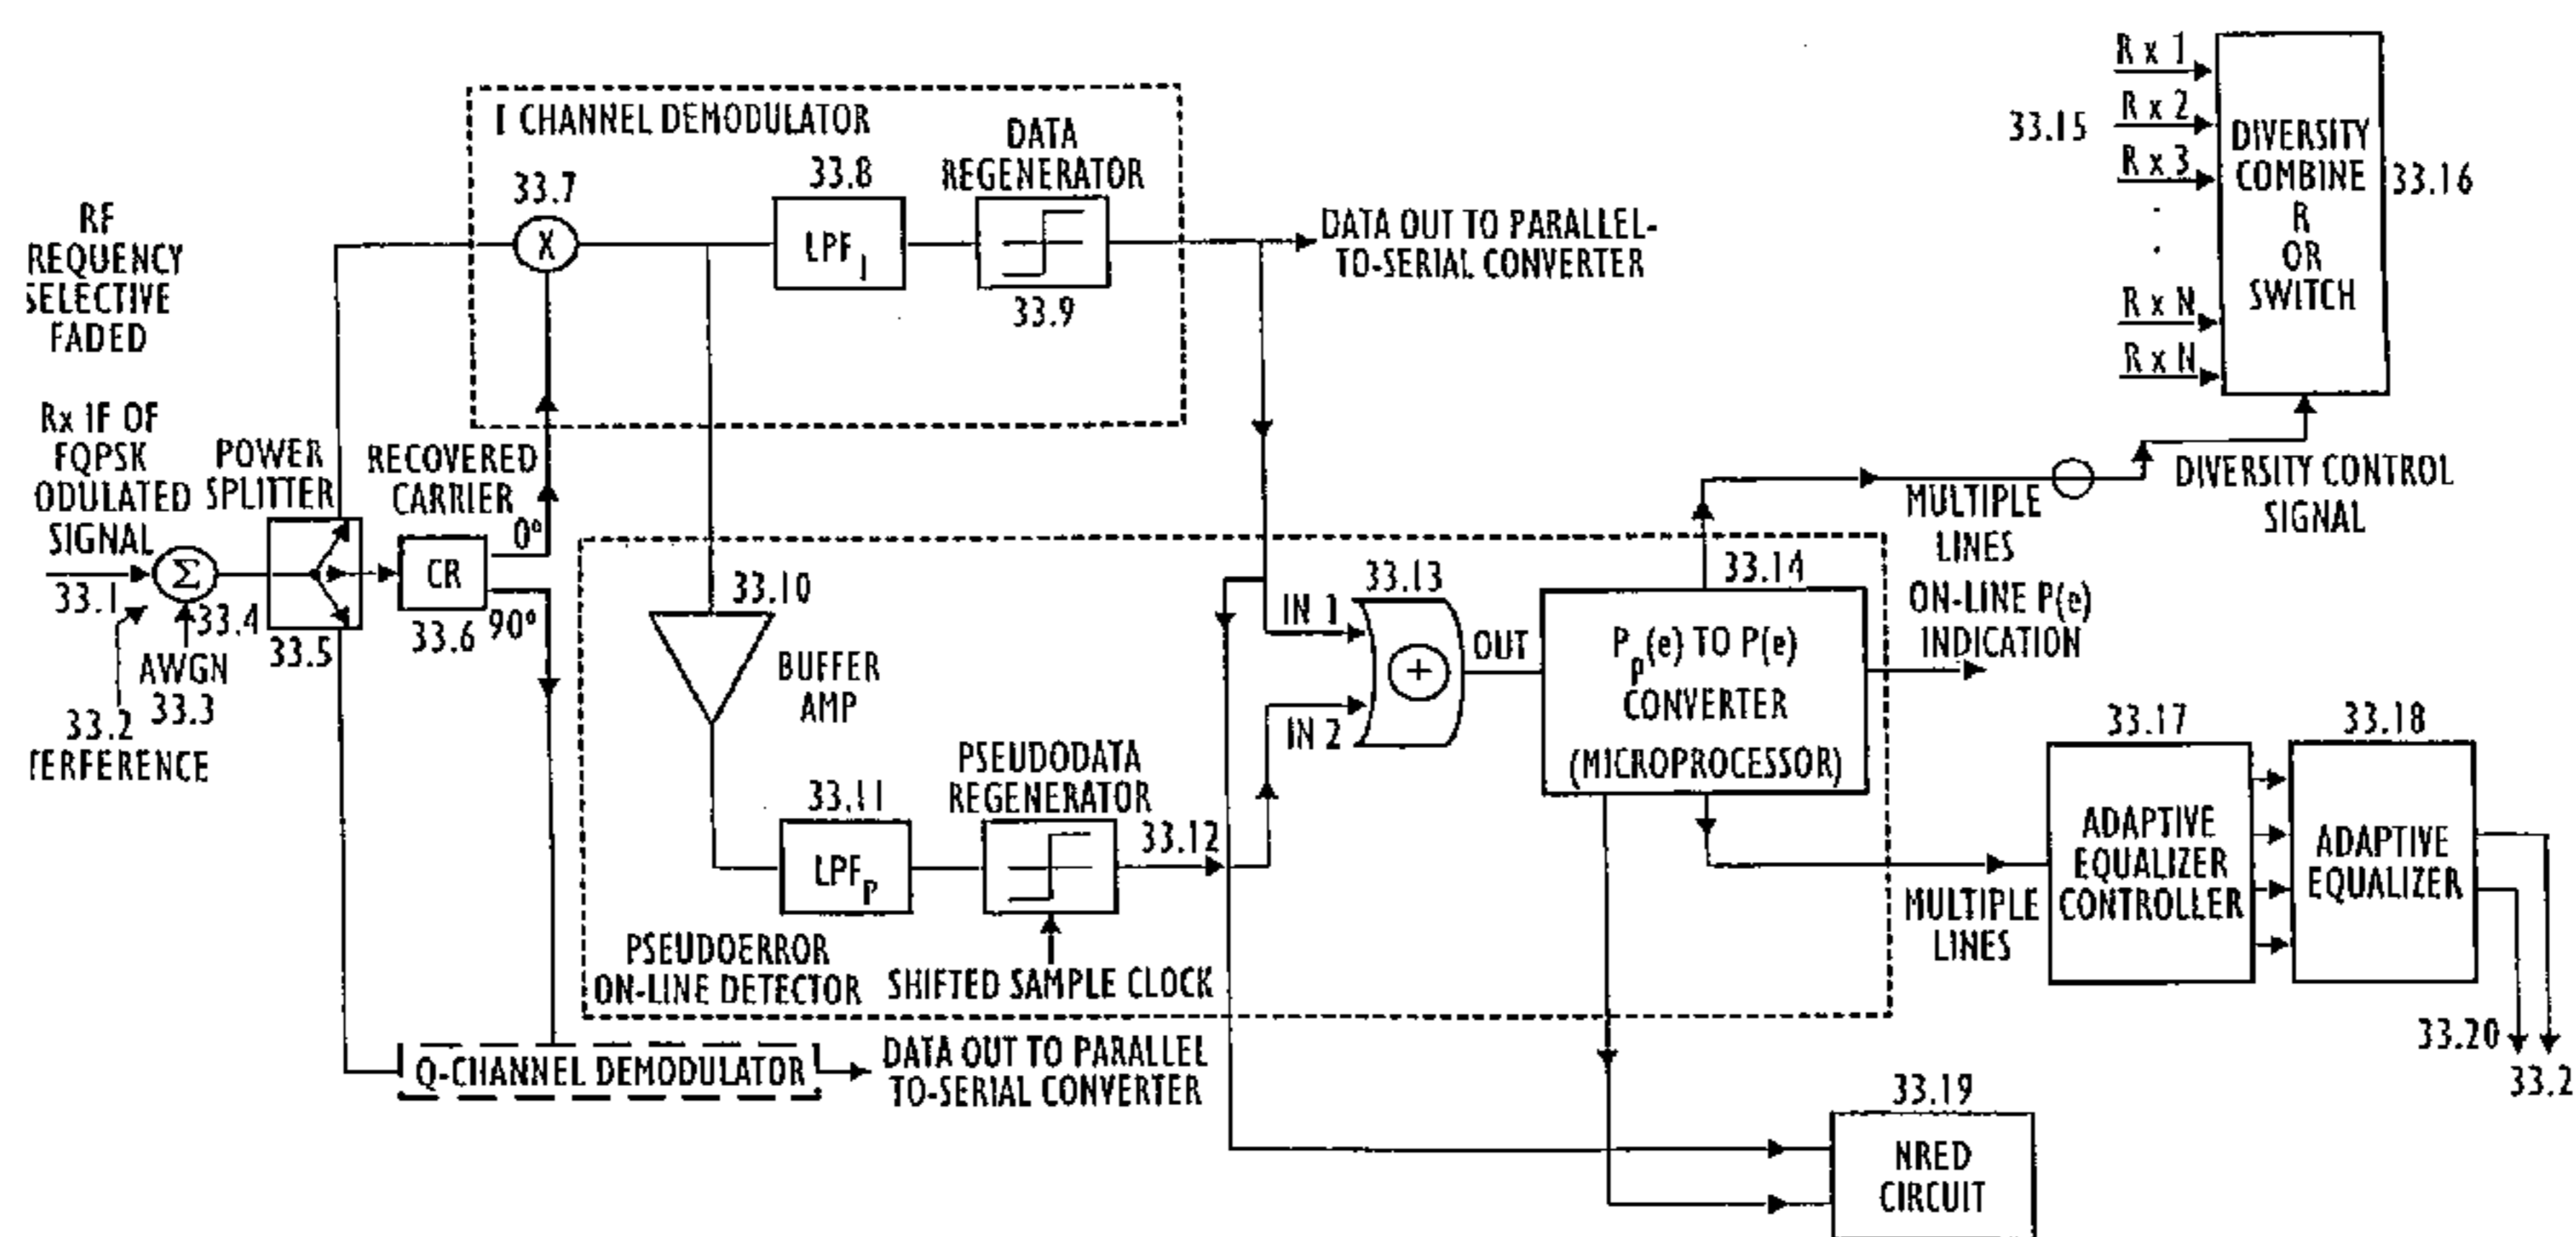 I CHANNEL DEMODULATOR
33.7
33.8
DATA
REGENERATOR
X
LPF I
33.9
RF
REQUENCY
SELECTIVE
FADED
Rx IF OF
FQPSK
ODULATED
SIGNAL
33.1
Σ
33.4
AWGN
33.3
33.2
TERFERENCE
POWER
SPLITTER
33.5
RECOVERED
CARRIER
0°
CR
33.6
90°
DATA OUT TO PARALLEL-
TO-SERIAL CONVERTER
R x 1
R x 2
R x 3
.
.
R x N
R x N
33.15
DIVERSITY
COMBINE
R
OR
SWITCH
33.16
DIVERSITY CONTROL
SIGNAL
MULTIPLE
LINES
33.10
BUFFER
AMP
33.11
LPF P
PSEUDODATA
REGENERATOR
33.12
PSEUDOERROR
ON-LINE DETECTOR
SHIFTED SAMPLE CLOCK
33.13
IN 1
IN 2
+
OUT
33.14
P p (e) TO P(e)
CONVERTER
(MICROPROCESSOR)
ON-LINE P(e)
INDICATION
MULTIPLE
LINES
33.17
ADAPTIVE
EQUALIZER
CONTROLLER
33.18
ADAPTIVE
EQUALIZER
33.20
33.2
Q-CHANNEL DEMODULATOR
DATA OUT TO PARALLEL
TO-SERIAL CONVERTER
33.19
NRED
CIRCUIT